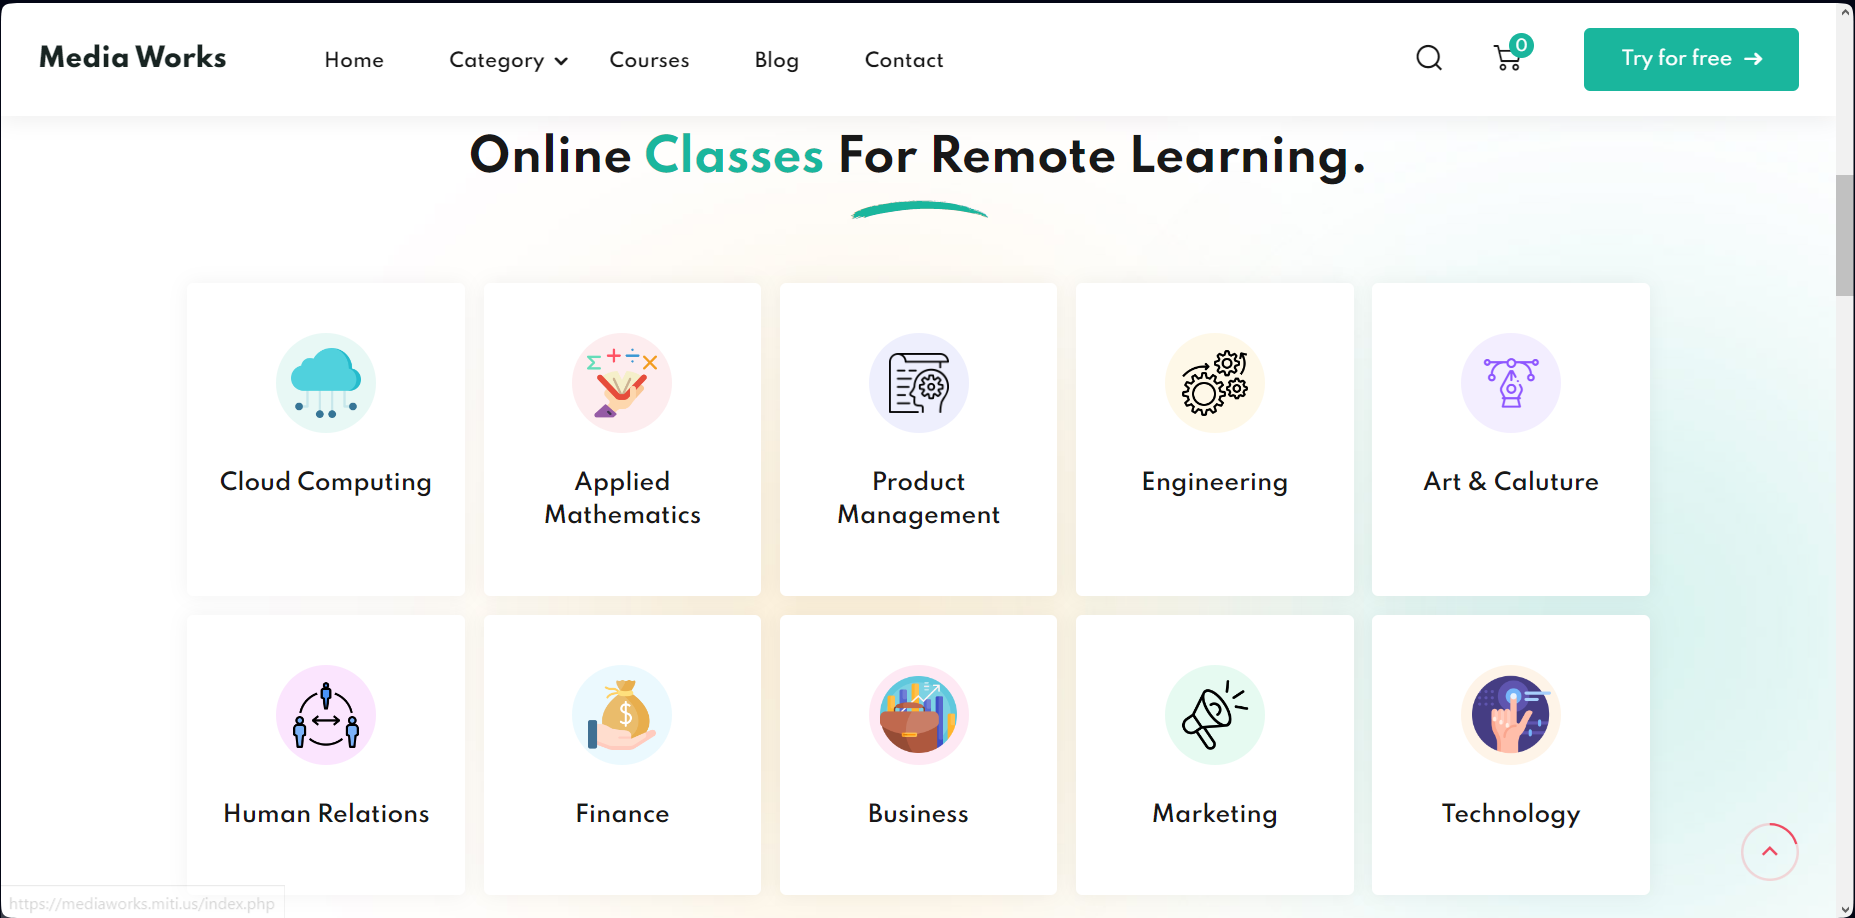 Media Works
Home
Category
Courses
Blog
Contact
0
Try for free →
Online Classes For Remote Learning.
Cloud Computing
Applied
Mathematics
Product
Management
Engineering
Art & Caluture
Human Relations
Finance
Business
Marketing
Technology
https://mediaworks.miti.us/index.php